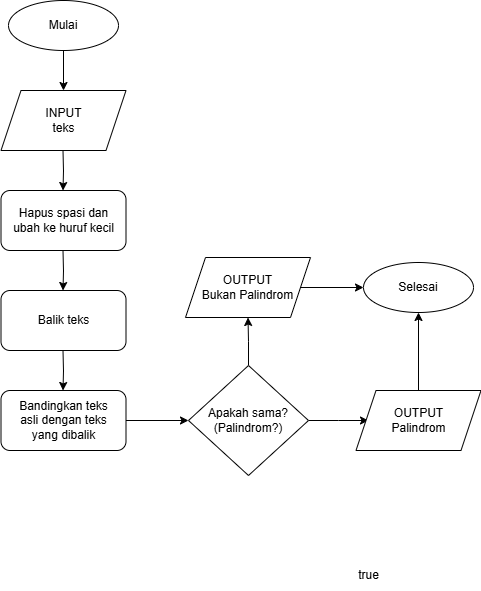 Mulai
INPUT
teks
Hapus spasi dan
ubah ke huruf kecil
Balik teks
Bandingkan teks
asli dengan teks
yang dibalik
Apakah sama?
(Palindrom?)
OUTPUT
Bukan Palindrom
Selesai
OUTPUT
Palindrom
true